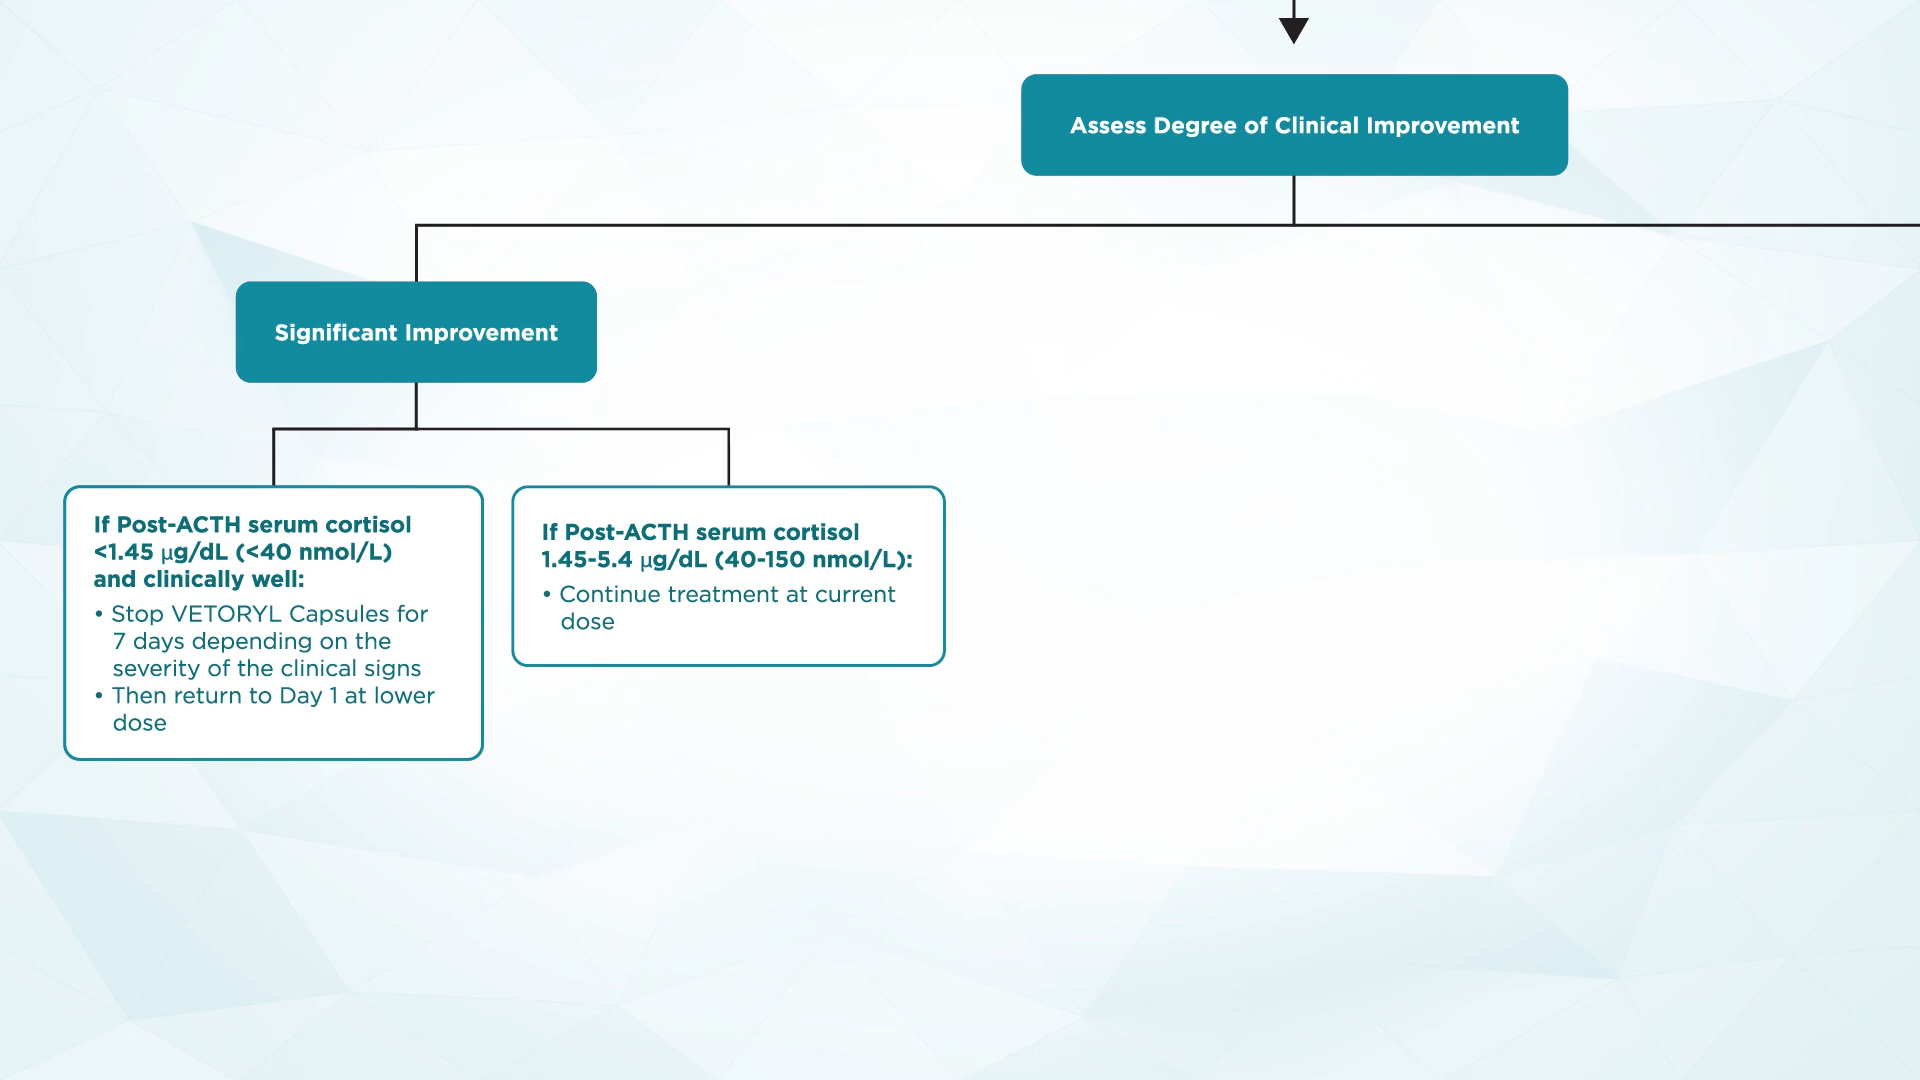 Assess Degree of Clinical Improvement
Significant Improvement
If Post-ACTH serum cortisol
<1.45 µg/dL (<40 nmol/L)
and clinically well:
• Stop VETORYL Capsules for
7 days depending on the
severity of the clinical signs
• Then return to Day 1 at lower
dose
If Post-ACTH serum cortisol
1.45-5.4 µg/dL (40-150 nmol/L):
• Continue treatment at current
dose